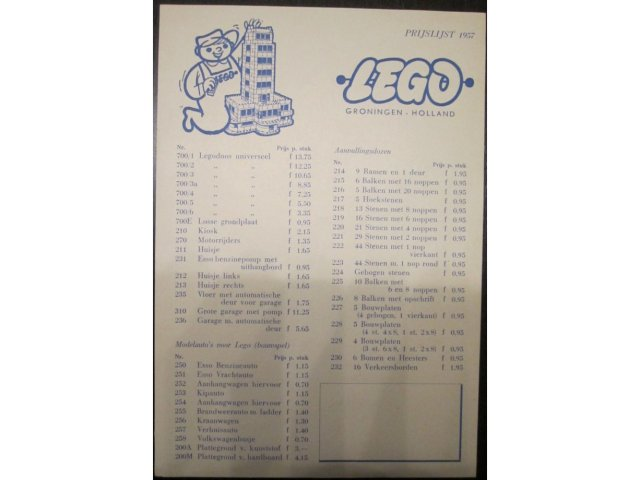 PRIJSLIJST 1957
LEGO
LEGO
GRONINGEN - HOLLAND
Nr. Prijs p. stuk
700/1 Legodoos universeel f 13.75
700/2 ,, ,, f 12.25
700/3 ,, ,, f 10.65
700/3a ,, ,, f 8.85
700/4 ,, ,, f 7.25
700/5 ,, ,, f 5.50
700/6 ,, ,, f 3.35
700E Losse grondplaat f 0.95
210 Kiosk f 2.15
270 Motorrijders f 1.35
211 Huisje f 1.65
231 Esso benzinepomp met
uithangbord f 0.95
212 Huisje links f 1.65
213 Huisje rechts f 1.65
235 Vloer met automatische
deur voor garage f 1.75
310 Grote garage met pomp f 11.25
236 Garage m. automatische
deur f 5.65
Modelauto's voor Lego (bouwspel)
Nr. Prijs p. stuk
250 Esso Benzineauto f 1.15
251 Esso Vrachtauto f 1.15
252 Aanhangwagen hiervoor f 0.70
253 Kipauto f 1.15
254 Aanhangwagen hiervoor f 0.70
255 Brandweerauto m ladder f 1.40
256 Kraanwagen f 1.30
257 Verhuisauto f 1.40
258 Volkswagenbusje f 0.70
200A Plattegrond v. kunststof f 3.—
200M Plattegrond v. hardboard f 4.15
Aanvullingsdozen
Nr. Prijs p. stuk
214 9 Ramen en 1 deur f 1.95
215 6 Balken met 16 noppen f 0.95
216 5 Balken met 20 noppen f 0.95
217 5 Hoekstenen f 0.95
218 13 Stenen met 8 noppen f 0.95
219 16 Stenen met 6 noppen f 0.95
220 21 Stenen met 4 noppen f 0.95
221 29 Stenen met 2 noppen f 0.95
222 44 Stenen met 1 nop
vierkant f 0.95
223 44 Stenen m. 1 nop rond f 0.95
224 Gebogen stenen f 0.95
225 10 Balken met
6 en 8 noppen f 0.95
226 8 Balken met opschrift f 0.95
227 5 Bouwplaten
(4 gebogen, 1 vierkant) f 0.95
228 5 Bouwplaten
(4 st. 4x8, 1 st. 2x8) f 0.95
229 4 Bouwplaten
(3 st. 6x8, 1 st. 2x8) f 0.95
230 6 Bomen en Heesters f 0.95
232 16 Verkeersborden f 1.95